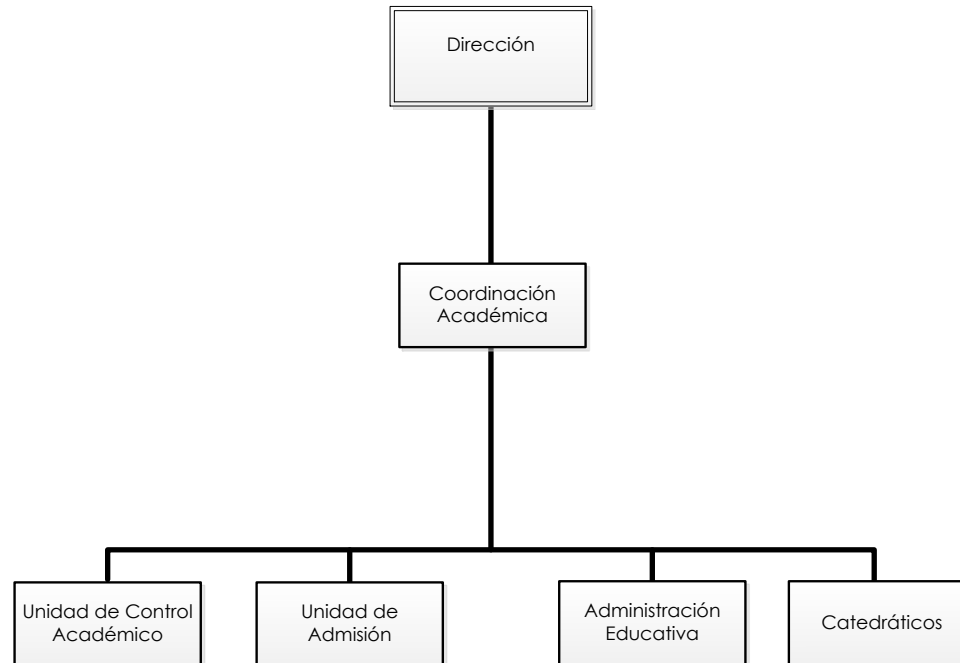 Dirección
Coordinación
Académica
Unidad de Control
Académico
Unidad de
Admisión
Administración
Educativa
Catedráticos